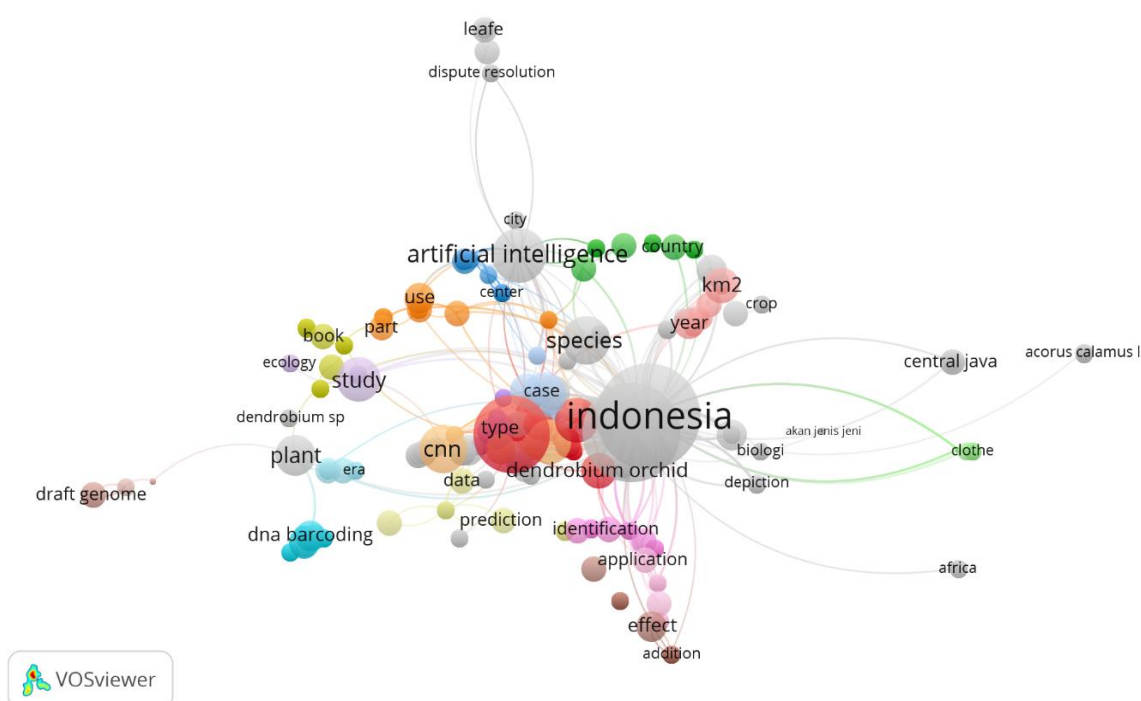 leafe
dispute resolution
city
artificial intelligence
country
center
km2
use
crop
year
part
book
species
central java
acorus calamus l
ecology
study
case
dendrobium sp
indonesia
type
akan jenis jeni
cnn
biologi
clothe
plant
era
dendrobium orchid
data
depiction
draft genome
prediction
identification
dna barcoding
application
africa
effect
addition
VOSviewer